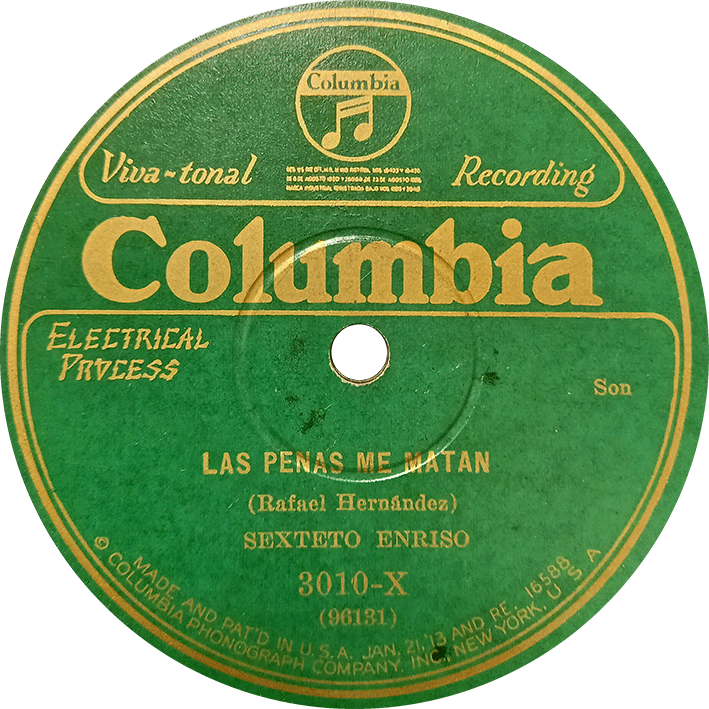 Columbia
Viva-tonal
Recording
Columbia
ELECTRICAL
PROCESS
Son
LAS PENAS ME MATAN
(Rafael Hernández)
SEXTETO ENRISO
3010-X
(96131)
MADE AND PAT'D IN U.S.A. JAN. 21, '13 AND RE. 16588
© COLUMBIA PHONOGRAPH COMPANY, INC., NEW YORK, U S A